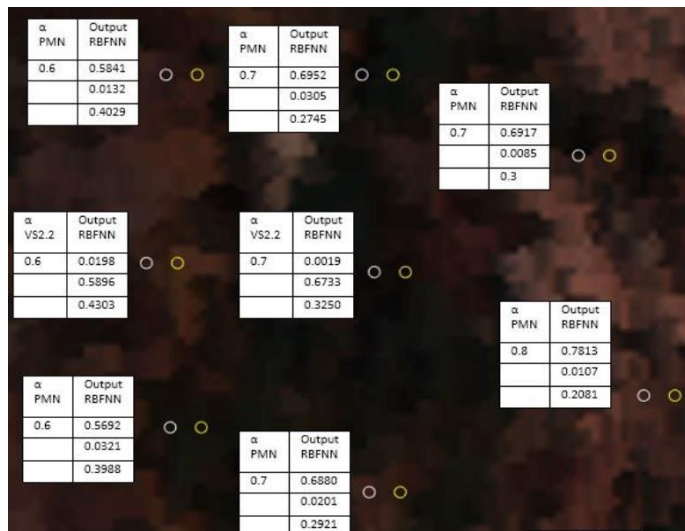 α Output
PMN RBFNN
0.6 0.5841
0.0132
0.4029
α Output
PMN RBFNN
0.7 0.6952
0.0305
0.2745
α Output
PMN RBFNN
0.7 0.6917
0.0085
0.3
α Output
VS2.2 RBFNN
0.6 0.0198
0.5896
0.4303
α Output
VS2.2 RBFNN
0.7 0.0019
0.6733
0.3250
α Output
PMN RBFNN
0.8 0.7813
0.0107
0.2081
α Output
PMN RBFNN
0.6 0.5692
0.0321
0.3988
α Output
PMN RBFNN
0.7 0.6880
0.0201
0.2921